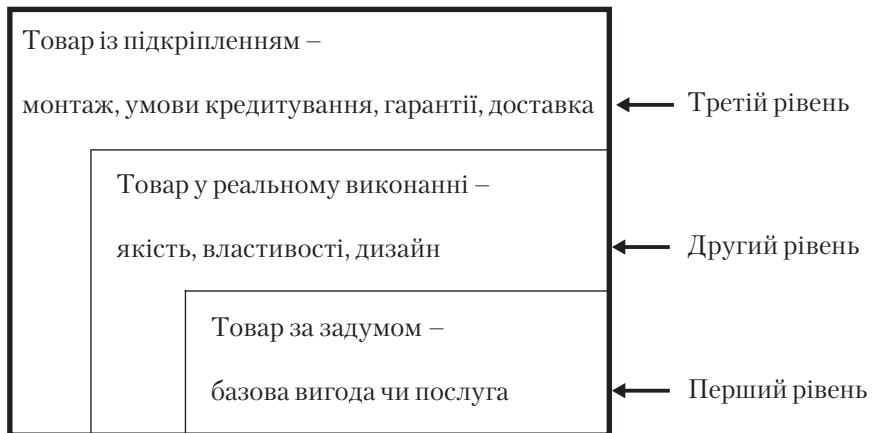 Товар із підкріпленням –
монтаж, умови кредитування, гарантії, доставка
Третій рівень
Товар у реальному виконанні –
якість, властивості, дизайн
Другий рівень
Товар за задумом –
базова вигода чи послуга
Перший рівень